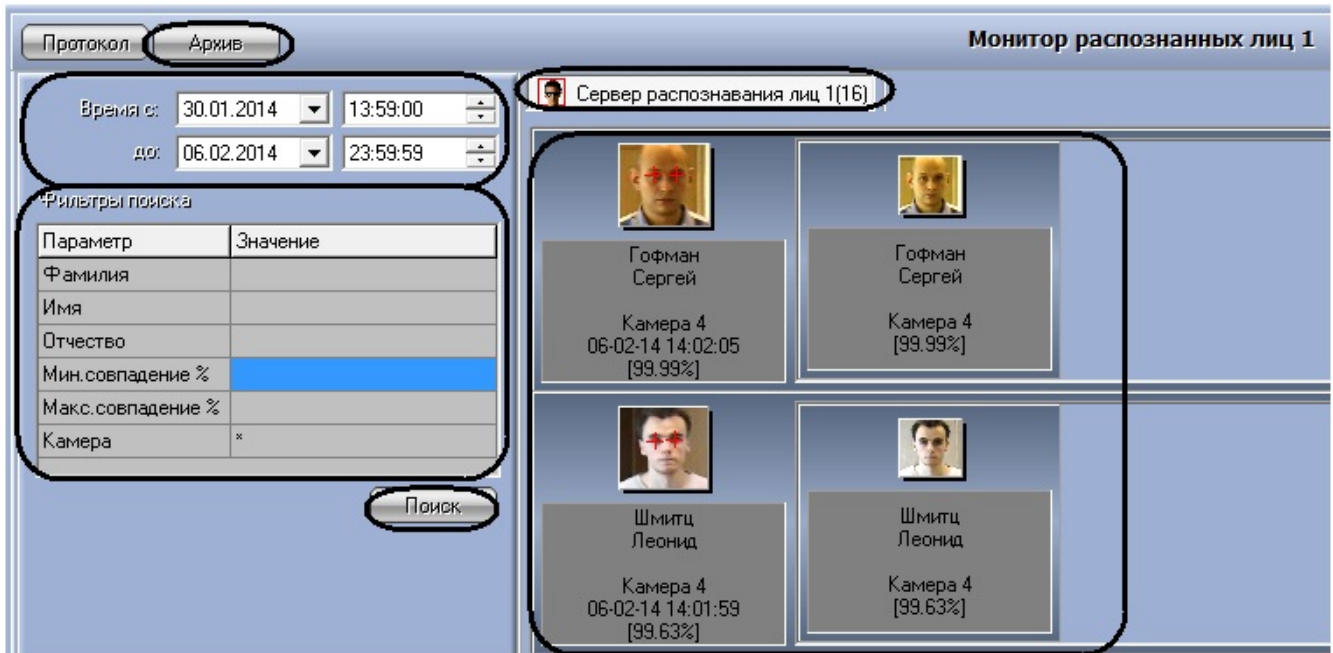 Протокол Архив Монитор распознанных лиц 1
Время с: 30.01.2014 13:59:00
до: 06.02.2014 23:59:59
Фильтры поиска
Параметр Значение
Фамилия
Имя
Отчество
Мин.совпадение %
Макс.совпадение %
Камера *
Поиск
Сервер распознавания лиц 1(16)
Гофман
Сергей
Камера 4
06-02-14 14:02:05
[99.99%]
Гофман
Сергей
Камера 4
[99.99%]
Шмитц
Леонид
Камера 4
06-02-14 14:01:59
[99.63%]
Шмитц
Леонид
Камера 4
[99.63%]